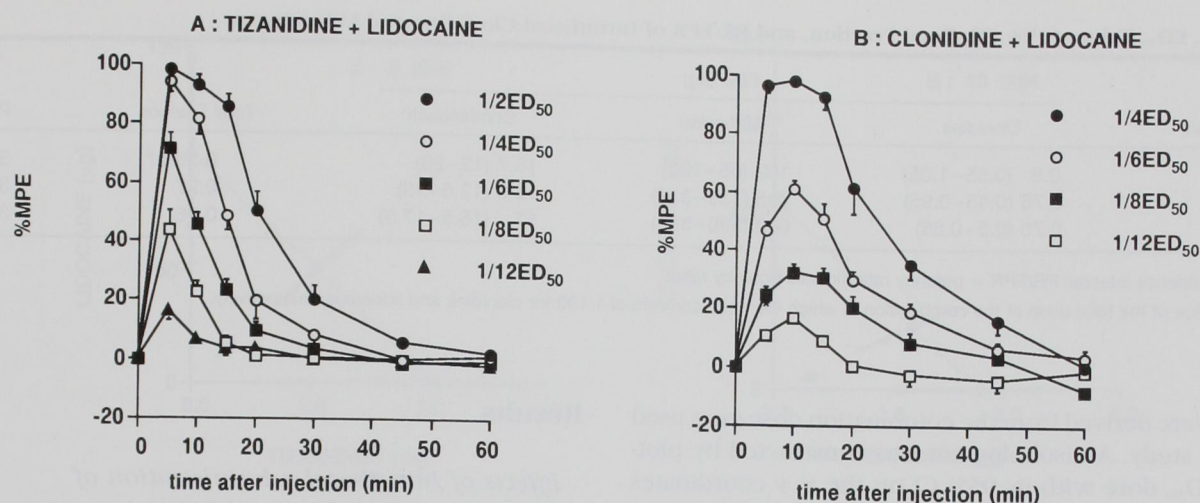 A : TIZANIDINE + LIDOCAINE
100
80
60
40
20
0
-20
%MPE
0 10 20 30 40 50 60
time after injection (min)
1/2ED50
1/4ED50
1/6ED50
1/8ED50
1/12ED50
B : CLONIDINE + LIDOCAINE
100
80
60
40
20
0
-20
%MPE
0 10 20 30 40 50 60
time after injection (min)
1/4ED50
1/6ED50
1/8ED50
1/12ED50